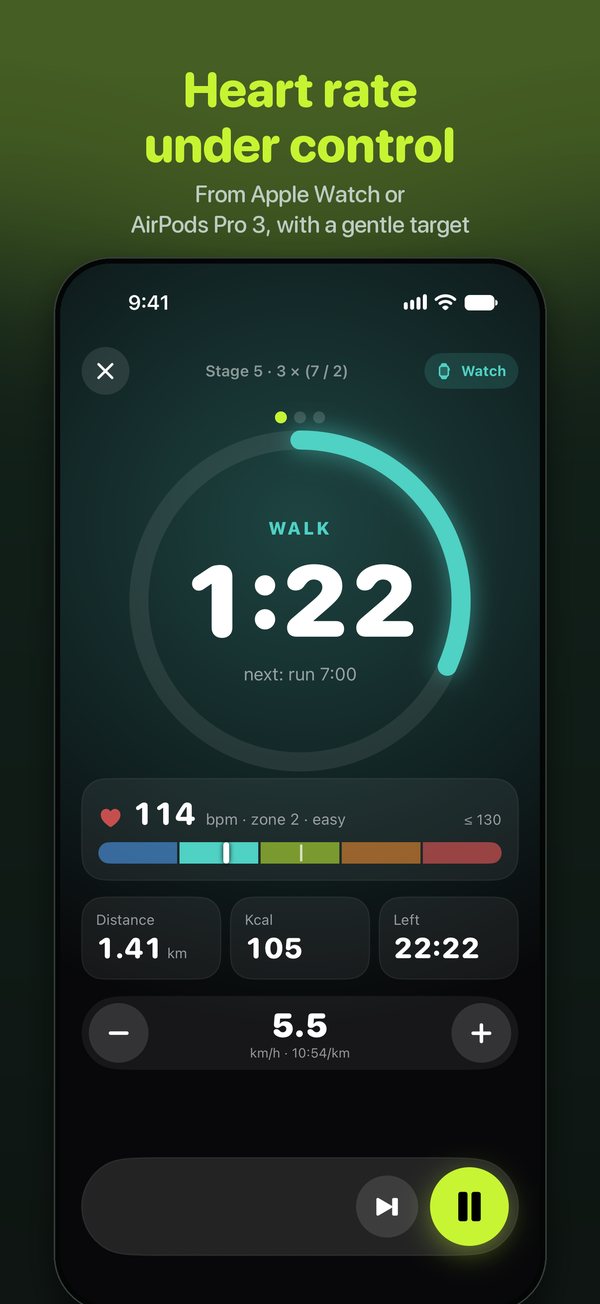 Heart rate
under control
From Apple Watch or
AirPods Pro 3, with a gentle target
9:41
Stage 5 · 3 × (7 / 2)
Watch
WALK
1:22
next: run 7:00
114 bpm · zone 2 · easy
≤ 130
Distance
1.41 km
Kcal
105
Left
22:22
5.5
km/h · 10:54/km